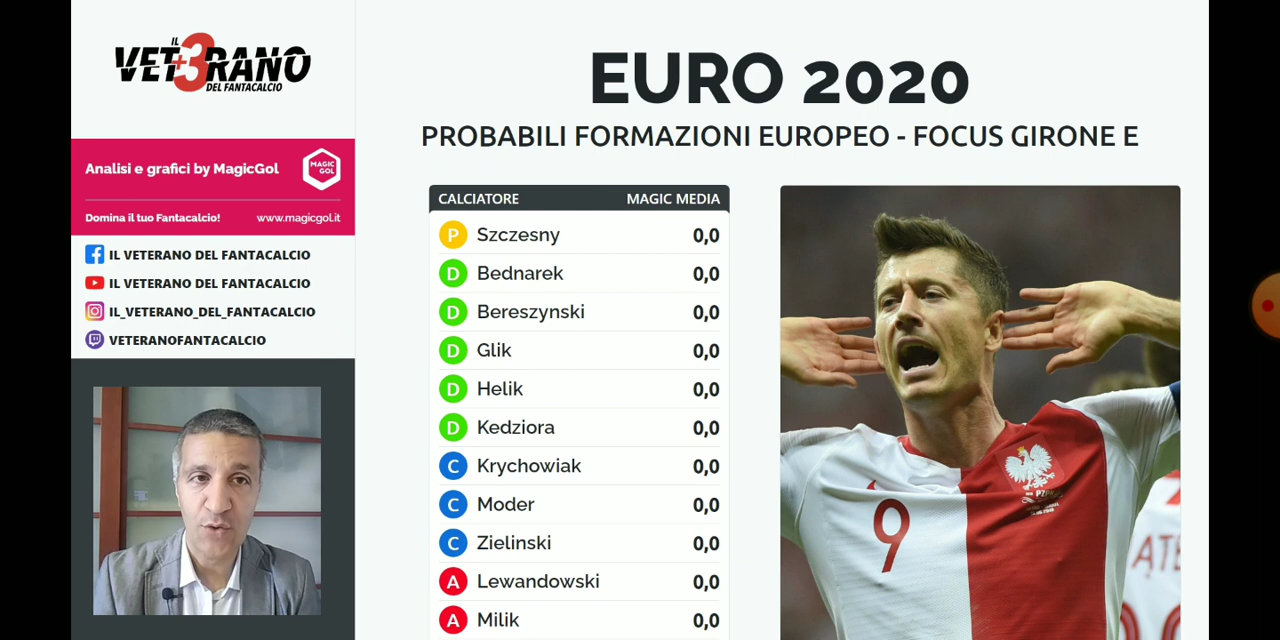 IL
VET+3RANO
DEL FANTACALCIO
Analisi e grafici by MagicGol
MAGIC
GOL
Domina il tuo Fantacalcio!
www.magicgol.it
IL VETERANO DEL FANTACALCIO
IL VETERANO DEL FANTACALCIO
IL_VETERANO_DEL_FANTACALCIO
VETERANOFANTACALCIO
EURO 2020
PROBABILI FORMAZIONI EUROPEO - FOCUS GIRONE E
CALCIATORE MAGIC MEDIA
P Szczesny 0,0
D Bednarek 0,0
D Bereszynski 0,0
D Glik 0,0
D Helik 0,0
D Kedziora 0,0
C Krychowiak 0,0
C Moder 0,0
C Zielinski 0,0
A Lewandowski 0,0
A Milik 0,0
9